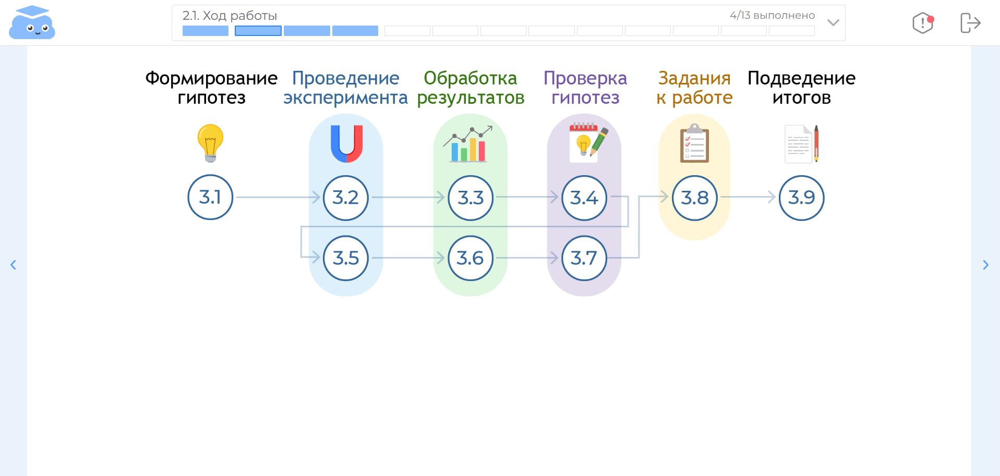 2.1. Ход работы
4/13 выполнено
Формирование
гипотез
Проведение
эксперимента
Обработка
результатов
Проверка
гипотез
Задания
к работе
Подведение
итогов
3.1
3.2
3.3
3.4
3.8
3.9
3.5
3.6
3.7